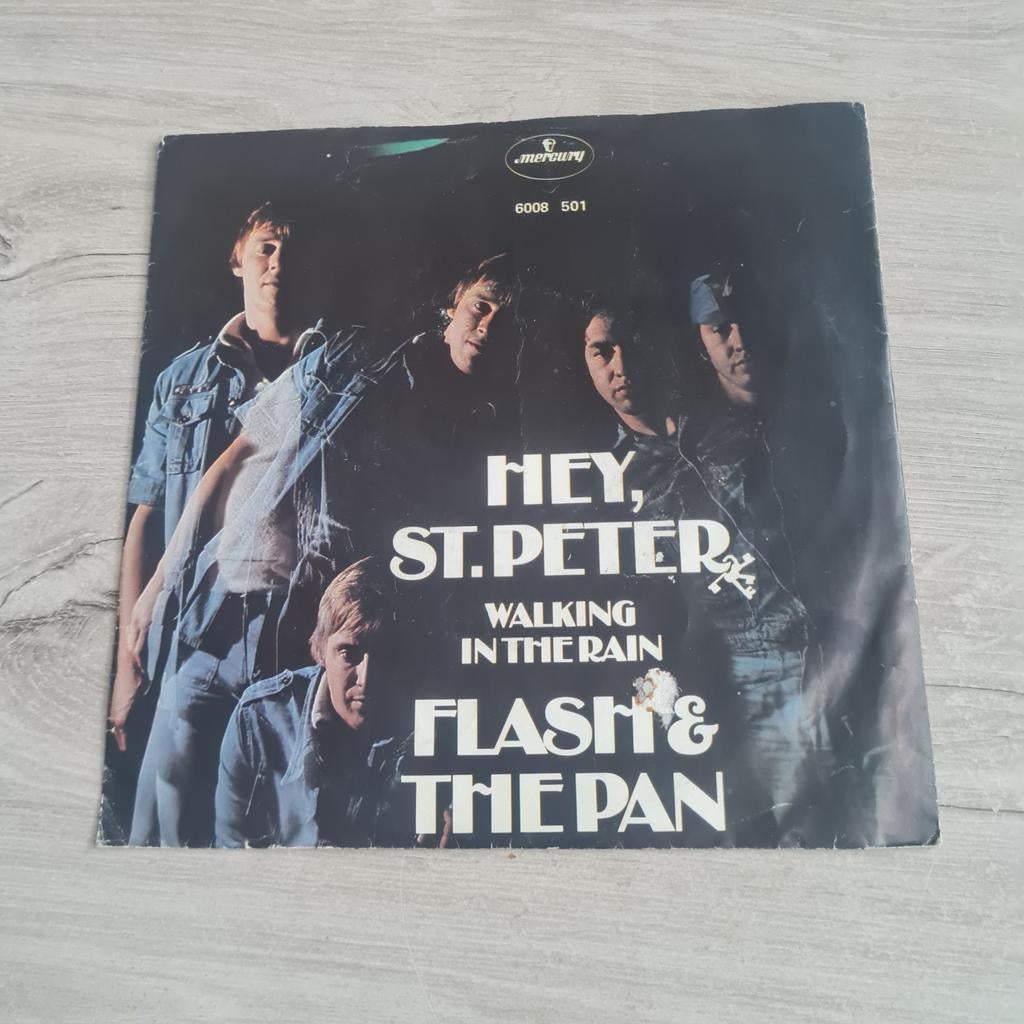 mercury
6008 501
HEY,
ST. PETER
WALKING
IN THE RAIN
FLASH &
THE PAN